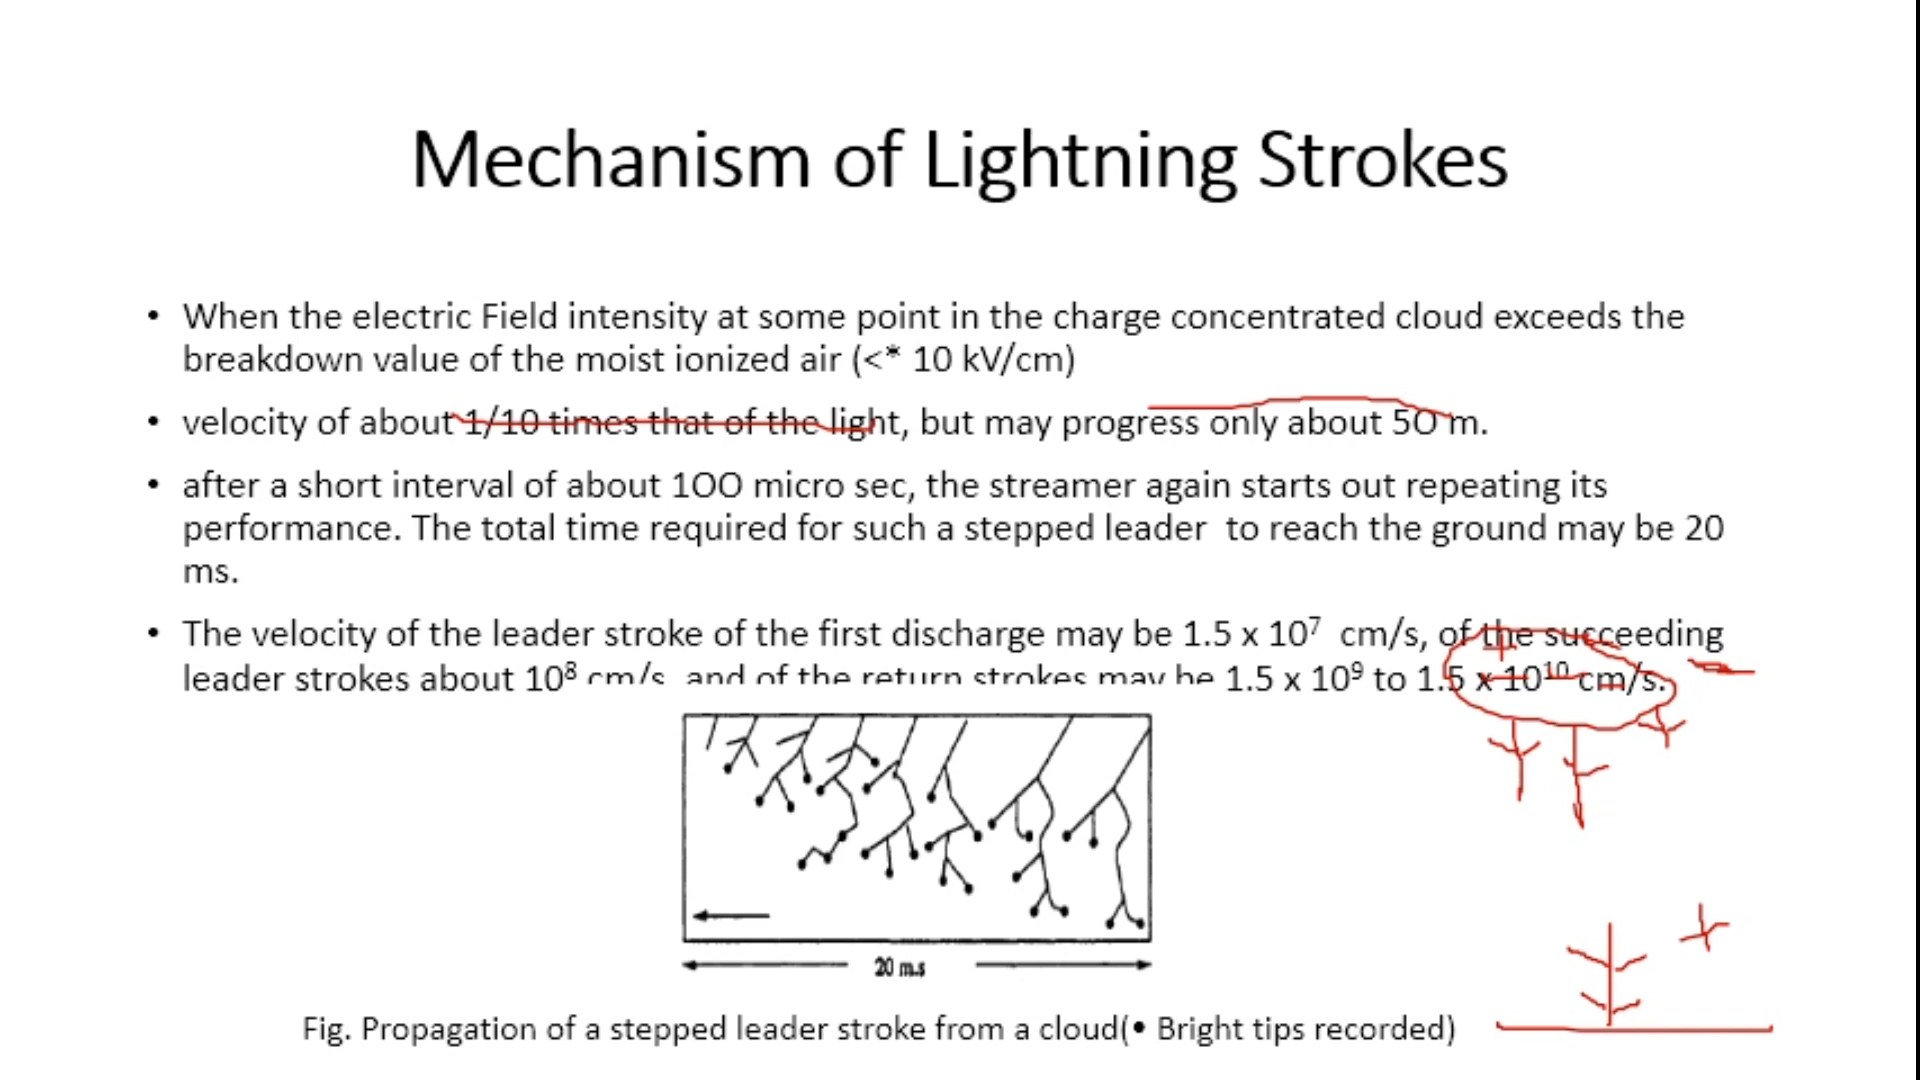 Mechanism of Lightning Strokes
• When the electric Field intensity at some point in the charge concentrated cloud exceeds the
breakdown value of the moist ionized air (<* 10 kV/cm)
• velocity of about 1/10 times that of the light, but may progress only about 5O m.
• after a short interval of about 1OO micro sec, the streamer again starts out repeating its
performance. The total time required for such a stepped leader to reach the ground may be 20
ms.
• The velocity of the leader stroke of the first discharge may be 1.5 x 10⁷ cm/s, of the succeeding
leader strokes about 10⁸ cm/s and of the return strokes may be 1.5 x 10⁹ to 1.5 x 10¹⁰ cm/s.
20 m.s
Fig. Propagation of a stepped leader stroke from a cloud(• Bright tips recorded)